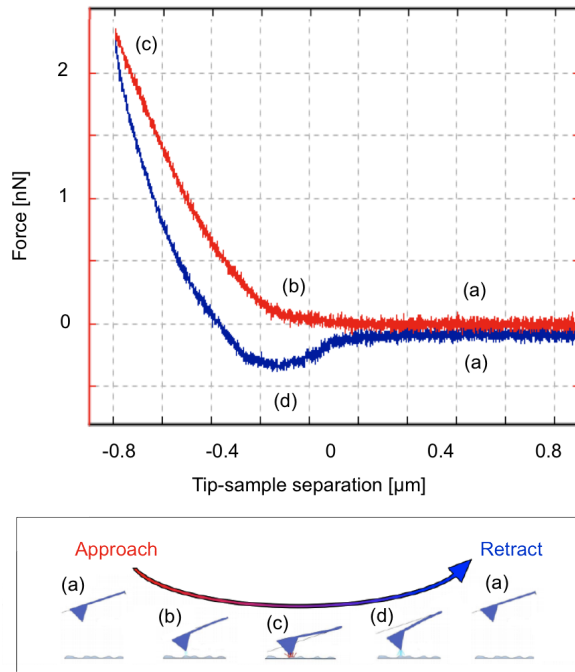 (c)
2
1
0
Force [nN]
(b)
(a)
(a)
(d)
-0.8
-0.4
0
0.4
0.8
Tip-sample separation [µm]
Approach
Retract
(a)
(b)
(c)
(d)
(a)